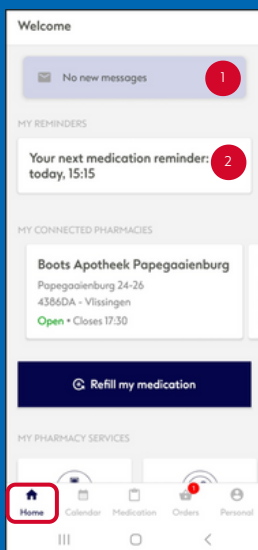 Welcome
No new messages
1
MY REMINDERS
Your next medication reminder:
today, 15:15
2
MY CONNECTED PHARMACIES
Boots Apotheek Papegaaienburg
Papegaaienburg 24-26
4386DA - Vlissingen
Open • Closes 17:30
Refill my medication
MY PHARMACY SERVICES
1
Home Calendar Medication Orders Personal